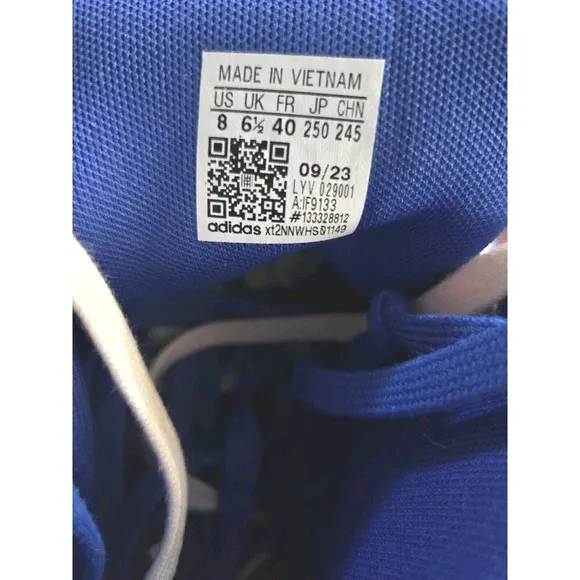 MADE IN VIETNAM
US UK FR JP CHN
8 6½ 40 250 245
09/23
LYV 029001
A:IF9133
#133328812
adidas xt2NNWHS01149